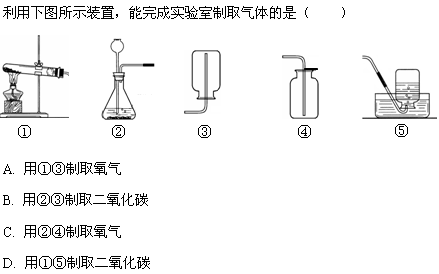 利用下图所示装置，能完成实验室制取气体的是（　　）
① ② ③ ④ ⑤
A. 用①③制取氧气
B. 用②③制取二氧化碳
C. 用②④制取氧气
D. 用①⑤制取二氧化碳